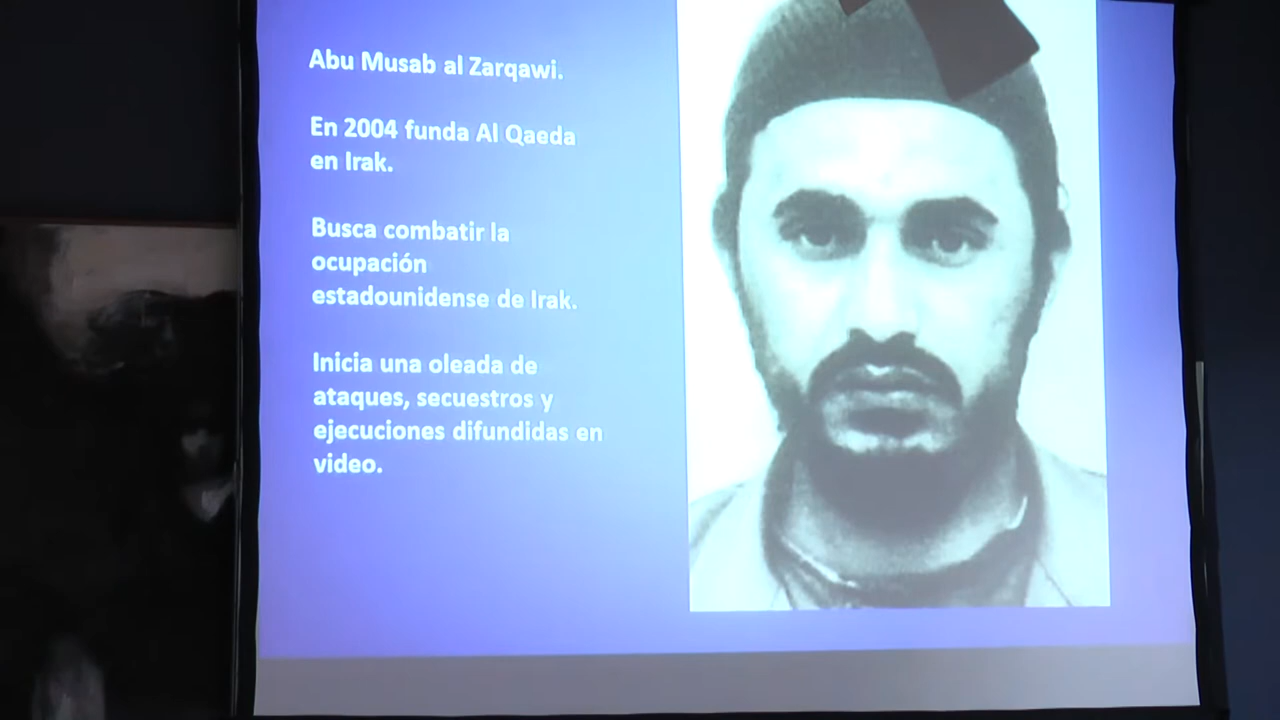 Abu Musab al Zarqawi.
En 2004 funda Al Qaeda
en Irak.
Busca combatir la
ocupación
estadounidense de Irak.
Inicia una oleada de
ataques, secuestros y
ejecuciones difundidas en
video.